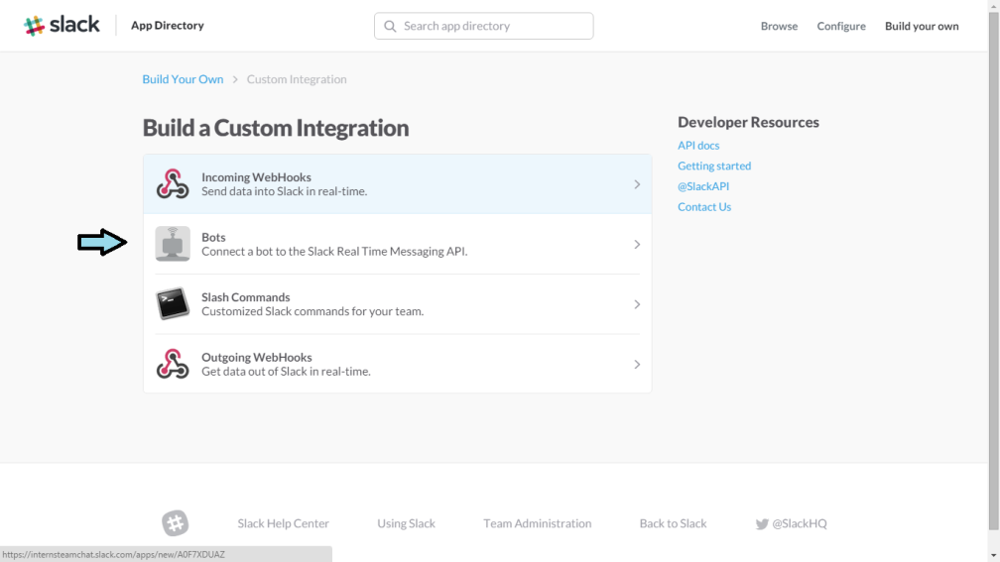 slack App Directory Search app directory Browse Configure Build your own
Build Your Own > Custom Integration
Build a Custom Integration
Incoming WebHooks
Send data into Slack in real-time.
Bots
Connect a bot to the Slack Real Time Messaging API.
Slash Commands
Customized Slack commands for your team.
Outgoing WebHooks
Get data out of Slack in real-time.
Developer Resources
API docs
Getting started
@SlackAPI
Contact Us
Slack Help Center Using Slack Team Administration Back to Slack @SlackHQ
https://internsteamchat.slack.com/apps/new/A0F7XDUAZ